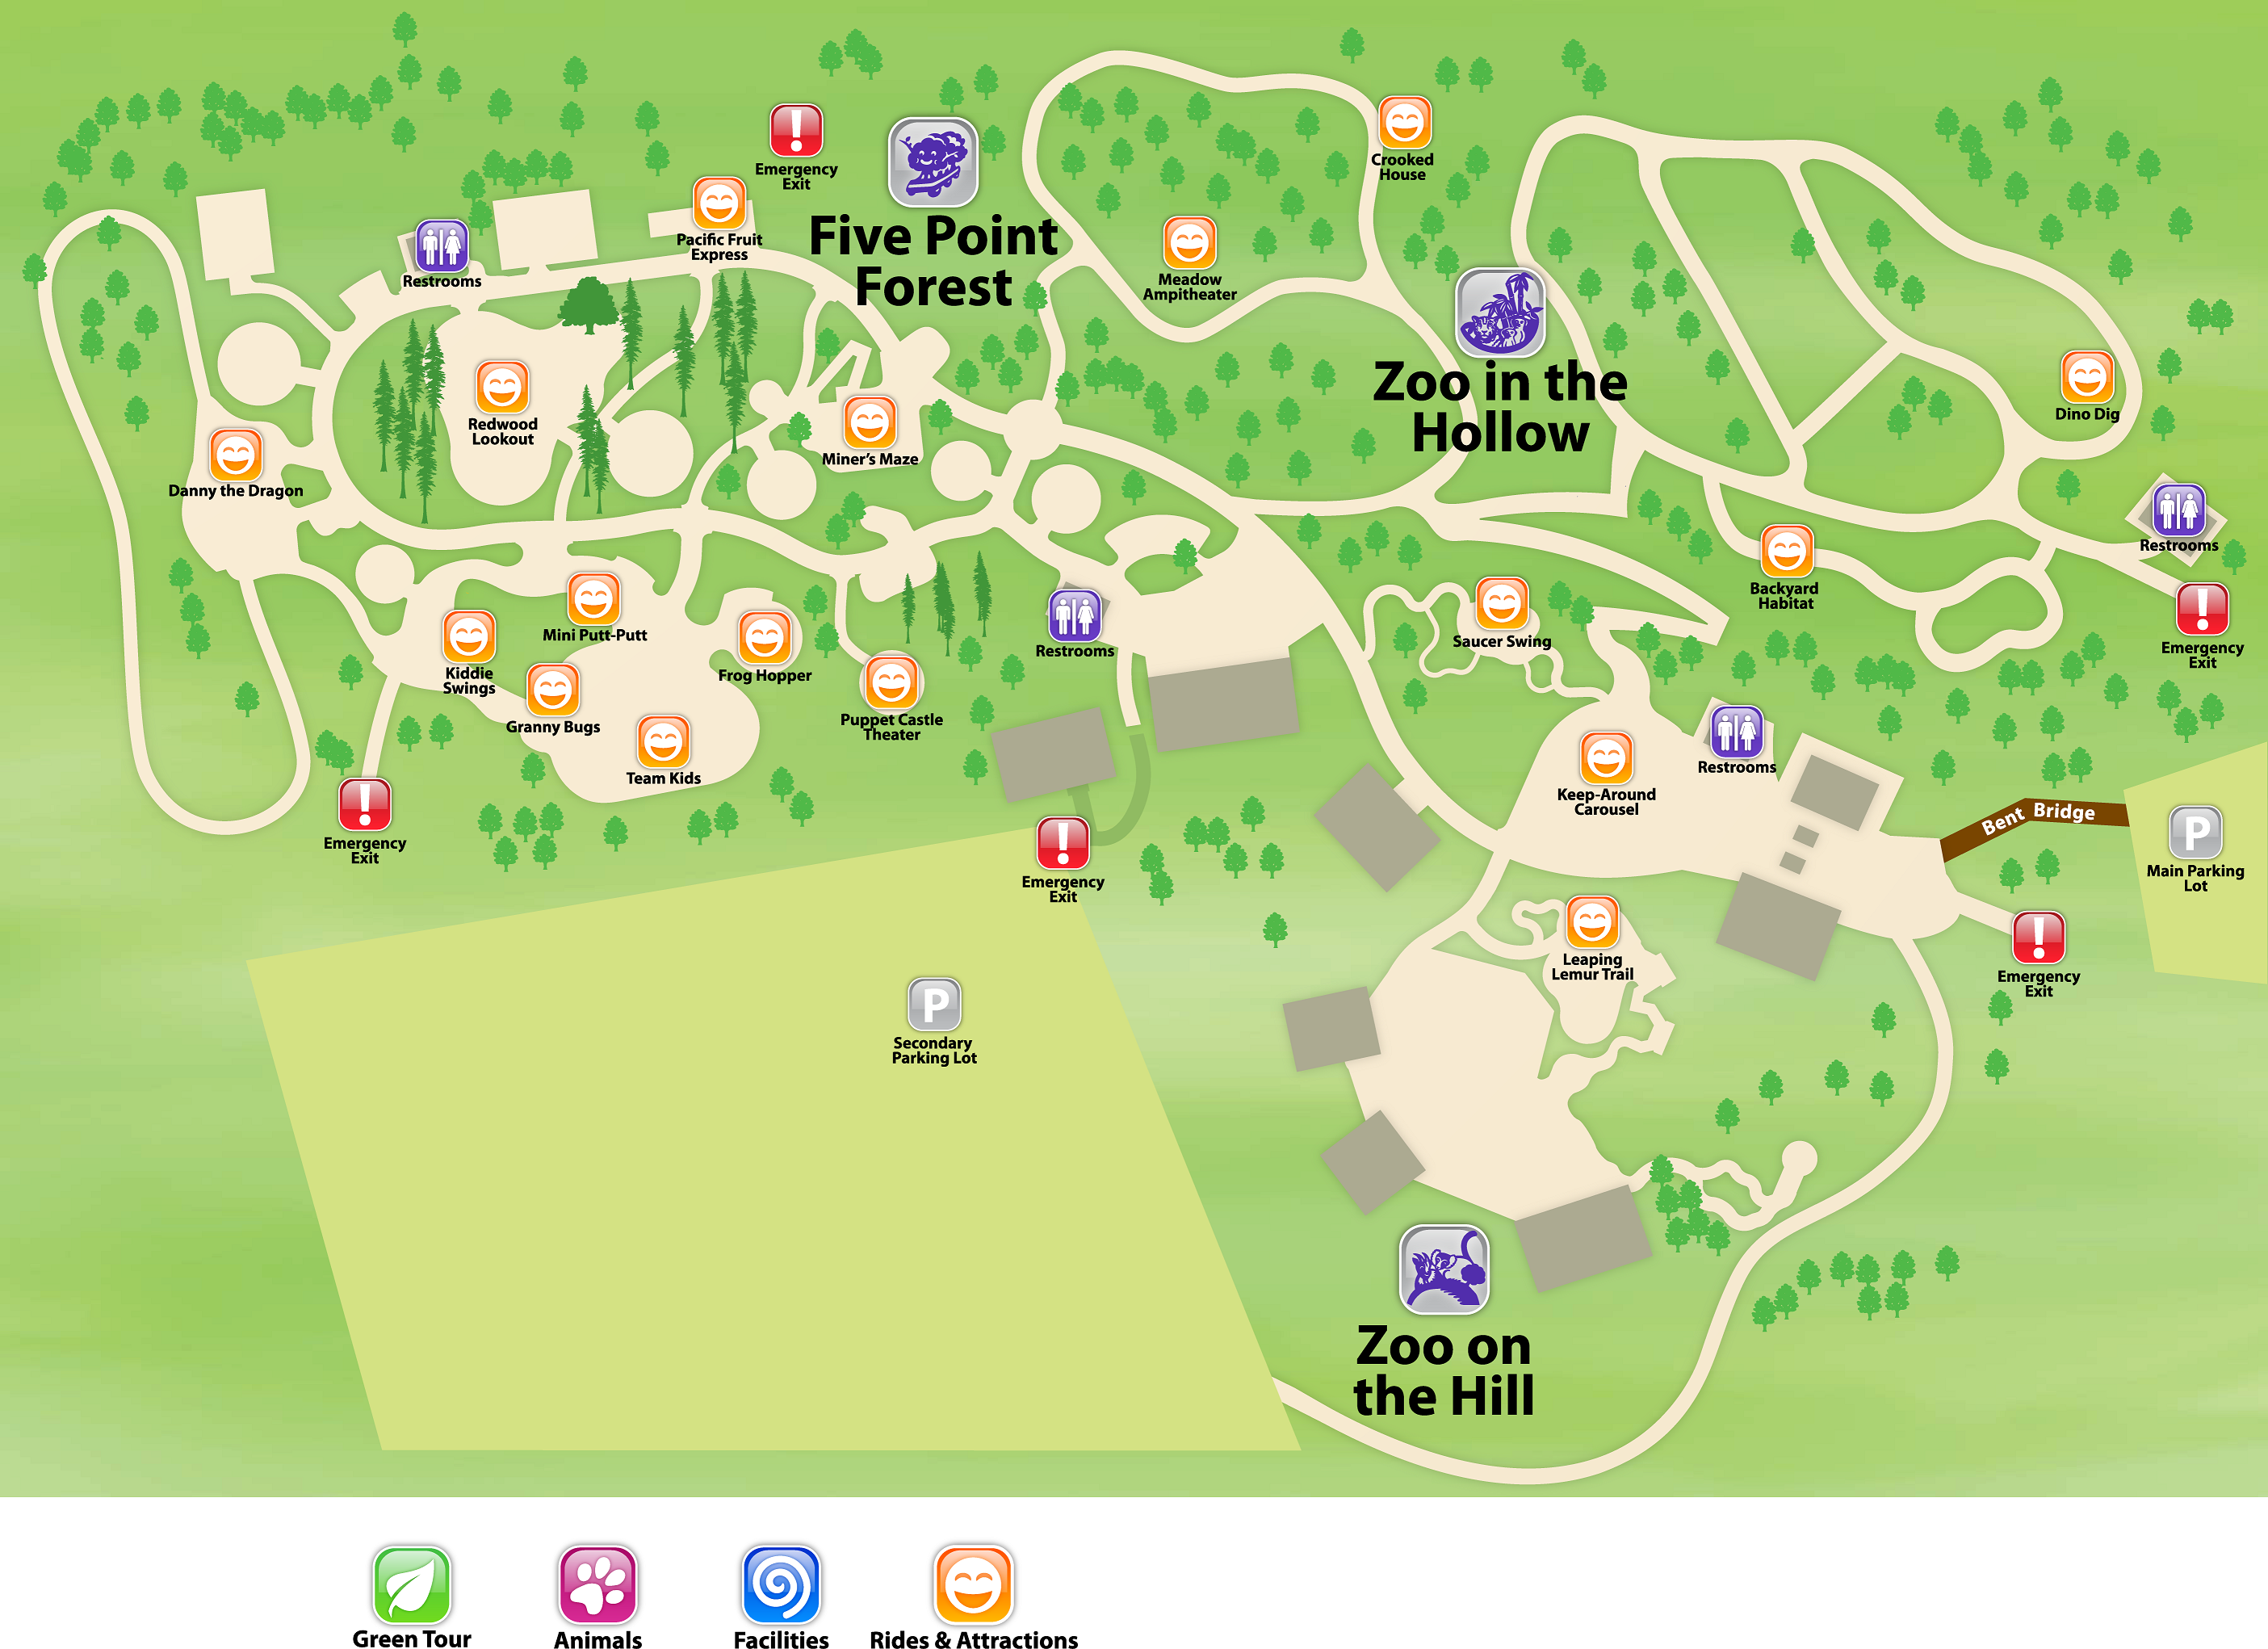 Emergency
Exit
Five Point
Forest
Pacific Fruit
Express
Restrooms
Crooked
House
Meadow
Ampitheater
Zoo in the
Hollow
Redwood
Lookout
Miner's Maze
Danny the Dragon
Dino Dig
Restrooms
Backyard
Habitat
Emergency
Exit
Mini Putt-Putt
Kiddie
Swings
Granny Bugs
Frog Hopper
Team Kids
Puppet Castle
Theater
Restrooms
Saucer Swing
Restrooms
Keep-Around
Carousel
Bent Bridge
P
Main Parking
Lot
Emergency
Exit
Emergency
Exit
Leaping
Lemur Trail
Emergency
Exit
P
Secondary
Parking Lot
Zoo on
the Hill
Green Tour
Animals
Facilities
Rides & Attractions